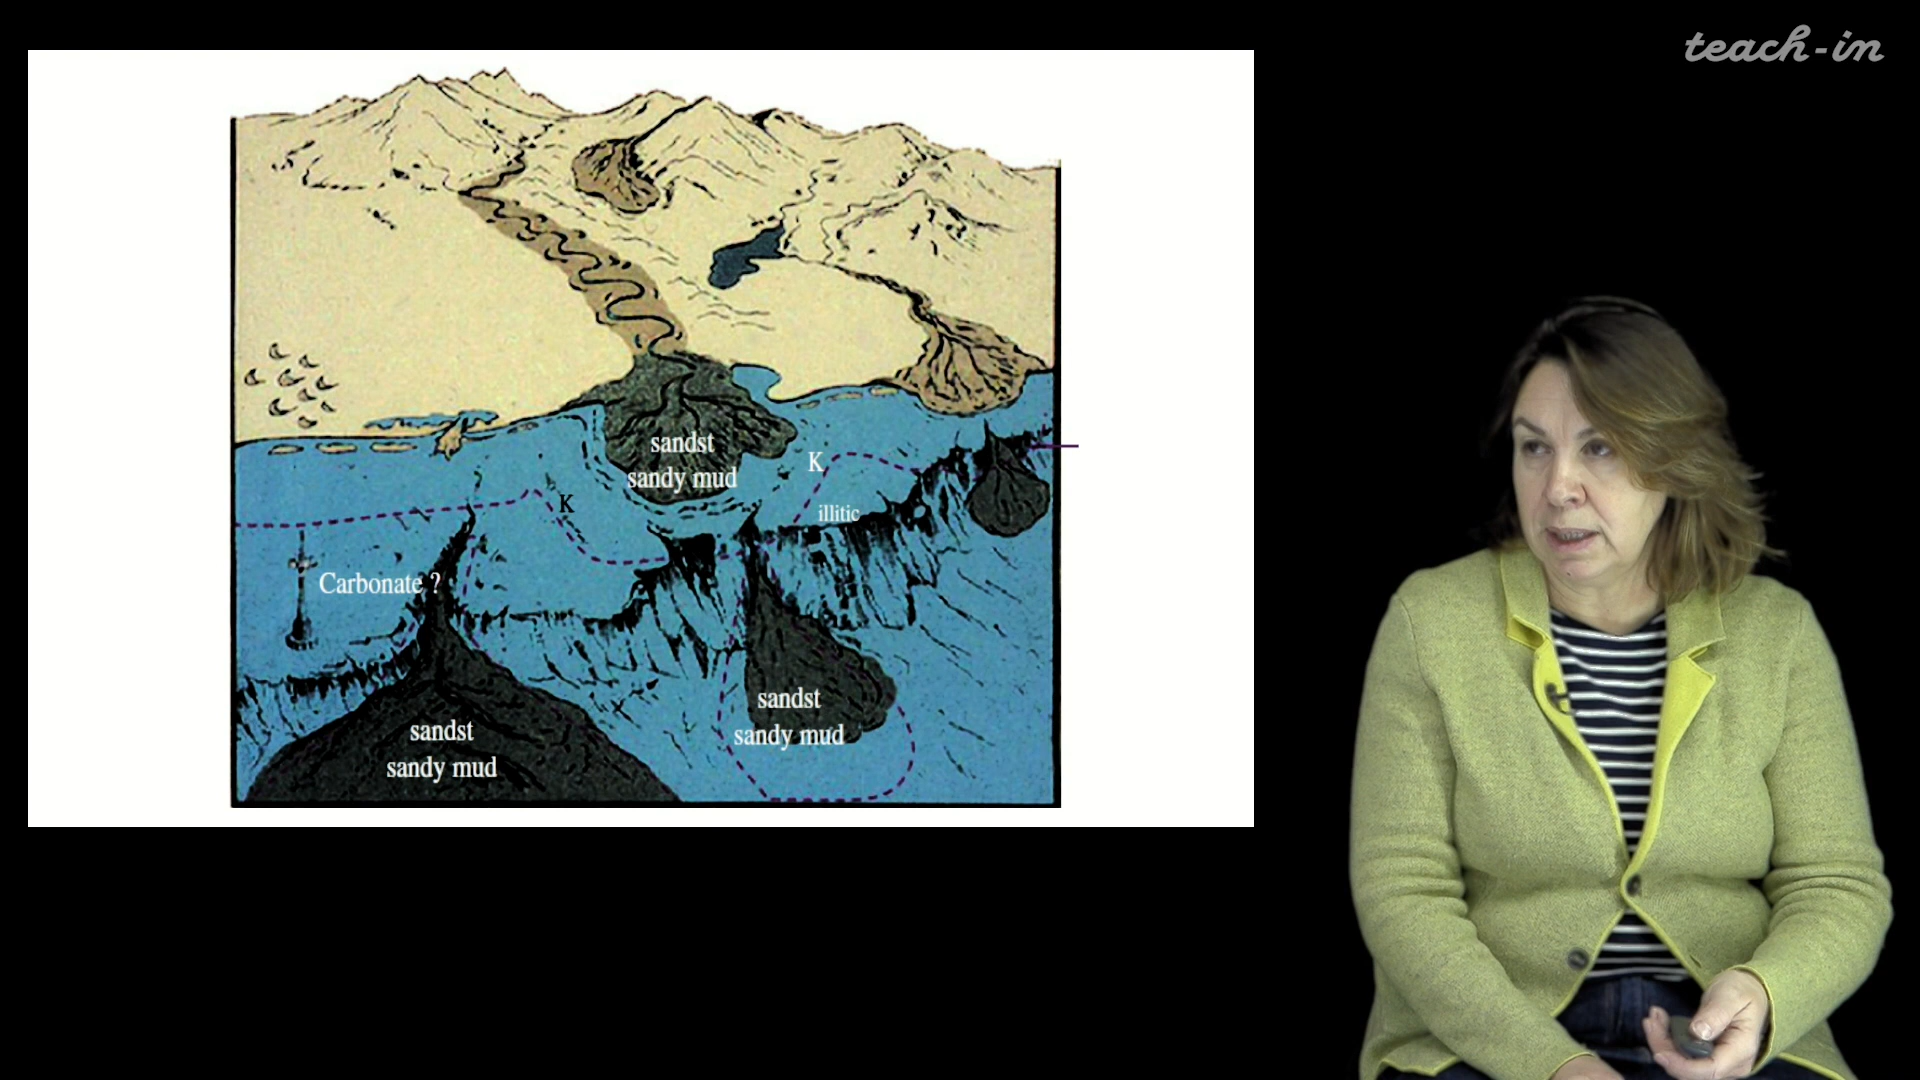 teach-in
sandst
sandy mud
K
K
illitic
Carbonate ?
sandst
sandy mud
sandst
sandy mud